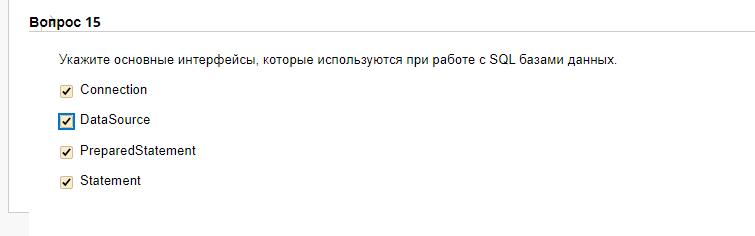 Вопрос 15
Укажите основные интерфейсы, которые используются при работе с SQL базами данных.
Connection
DataSource
PreparedStatement
Statement